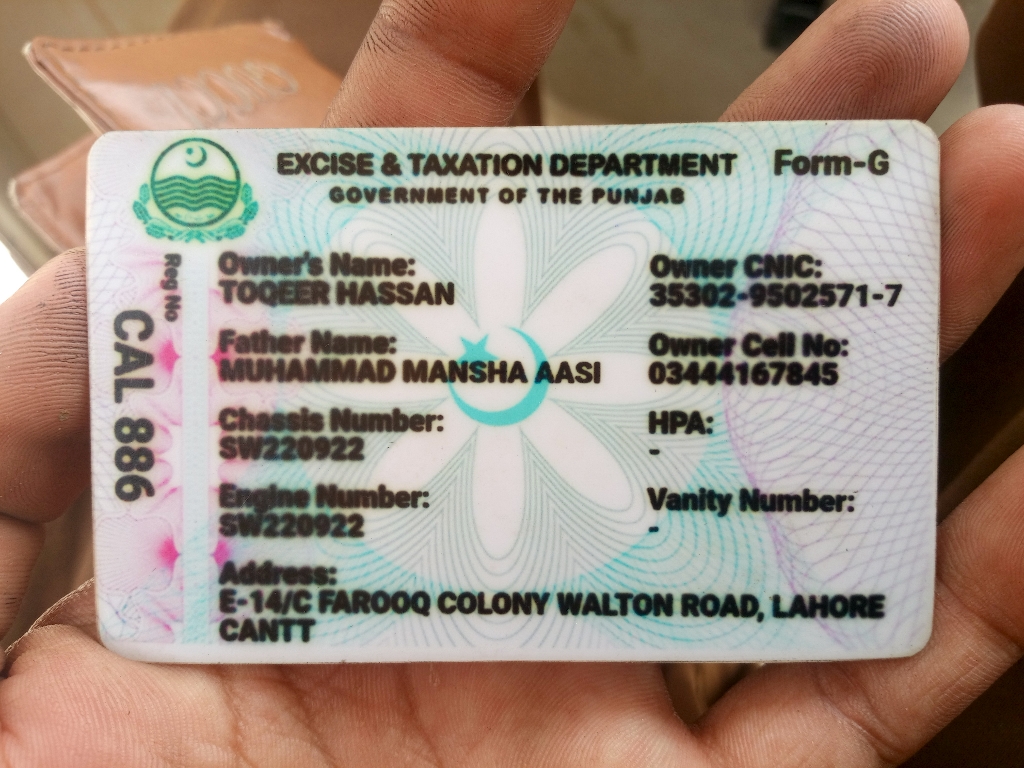 EXCISE & TAXATION DEPARTMENT Form-G
GOVERNMENT OF THE PUNJAB
Reg No
CAL 886
Owner's Name:
TOQEER HASSAN
Owner CNIC:
35302-9502571-7
Father Name:
MUHAMMAD MANSHA AASI
Owner Cell No:
03444167845
Chassis Number:
SW220922
HPA:
-
Engine Number:
SW220922
Vanity Number:
-
Address:
E-14/C FAROOQ COLONY WALTON ROAD, LAHORE
CANTT